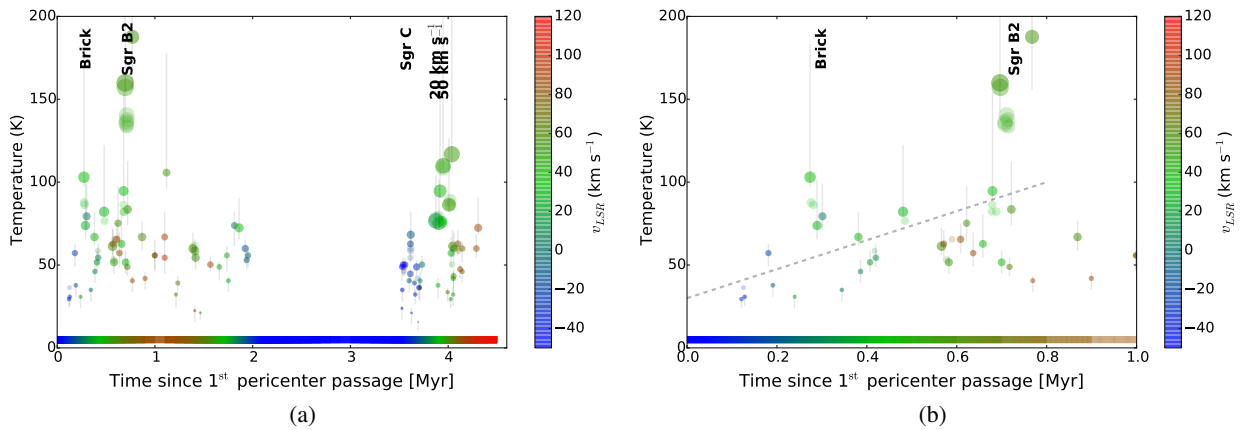 200
150
100
50
0
Temperature (K)
Brick
Sgr B2
Sgr C
20 km s⁻¹
50 km s⁻¹
0 1 2 3 4
Time since 1st pericenter passage [Myr]
120
100
80
60
40
20
0
−20
−40
v_LSR (km s⁻¹)
(a)
200
150
100
50
0
Temperature (K)
Brick
Sgr B2
0.0 0.2 0.4 0.6 0.8 1.0
Time since 1st pericenter passage [Myr]
120
100
80
60
40
20
0
−20
−40
v_LSR (km s⁻¹)
(b)